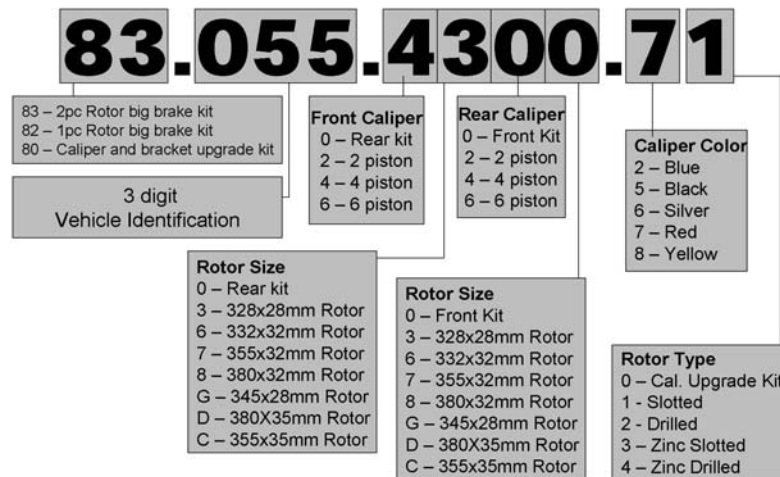 83.055.4300.71
83 – 2pc Rotor big brake kit
82 – 1pc Rotor big brake kit
80 – Caliper and bracket upgrade kit
3 digit
Vehicle Identification
Front Caliper
0 – Rear kit
2 – 2 piston
4 – 4 piston
6 – 6 piston
Rear Caliper
0 – Front Kit
2 – 2 piston
4 – 4 piston
6 – 6 piston
Caliper Color
2 – Blue
5 – Black
6 – Silver
7 – Red
8 – Yellow
Rotor Size
0 – Rear kit
3 – 328x28mm Rotor
6 – 332x32mm Rotor
7 – 355x32mm Rotor
8 – 380x32mm Rotor
G – 345x28mm Rotor
D – 380X35mm Rotor
C – 355x35mm Rotor
Rotor Size
0 – Front Kit
3 – 328x28mm Rotor
6 – 332x32mm Rotor
7 – 355x32mm Rotor
8 – 380x32mm Rotor
G – 345x28mm Rotor
D – 380X35mm Rotor
C – 355x35mm Rotor
Rotor Type
0 – Cal. Upgrade Kit
1 - Slotted
2 - Drilled
3 – Zinc Slotted
4 – Zinc Drilled